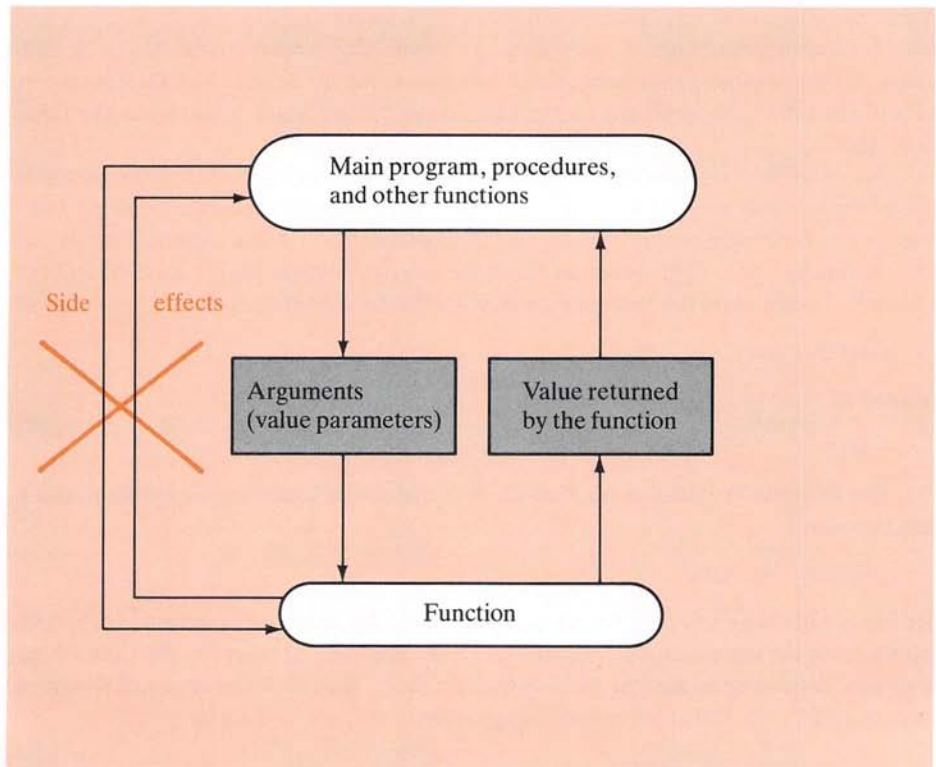 Main program, procedures,
and other functions
Side effects
Arguments
(value parameters)
Value returned
by the function
Function